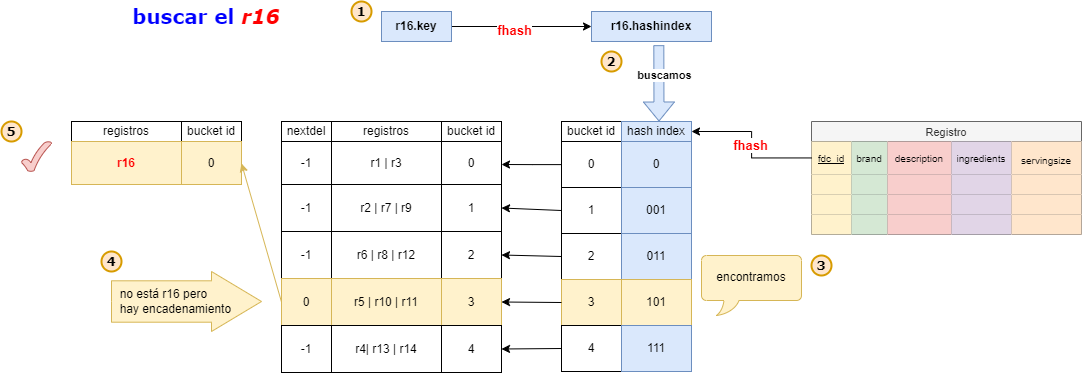 buscar el r16
1
r16.key
fhash
r16.hashindex
2
buscamos
5
registros bucket id
r16 0
nextdel registros bucket id
-1 r1 | r3 0
-1 r2 | r7 | r9 1
-1 r6 | r8 | r12 2
0 r5 | r10 | r11 3
-1 r4| r13 | r14 4
bucket id hash index
0 0
1 001
2 011
3 101
4 111
fhash
Registro
fdc_id brand description ingredients servingsize
4
no está r16 pero
hay encadenamiento
encontramos
3